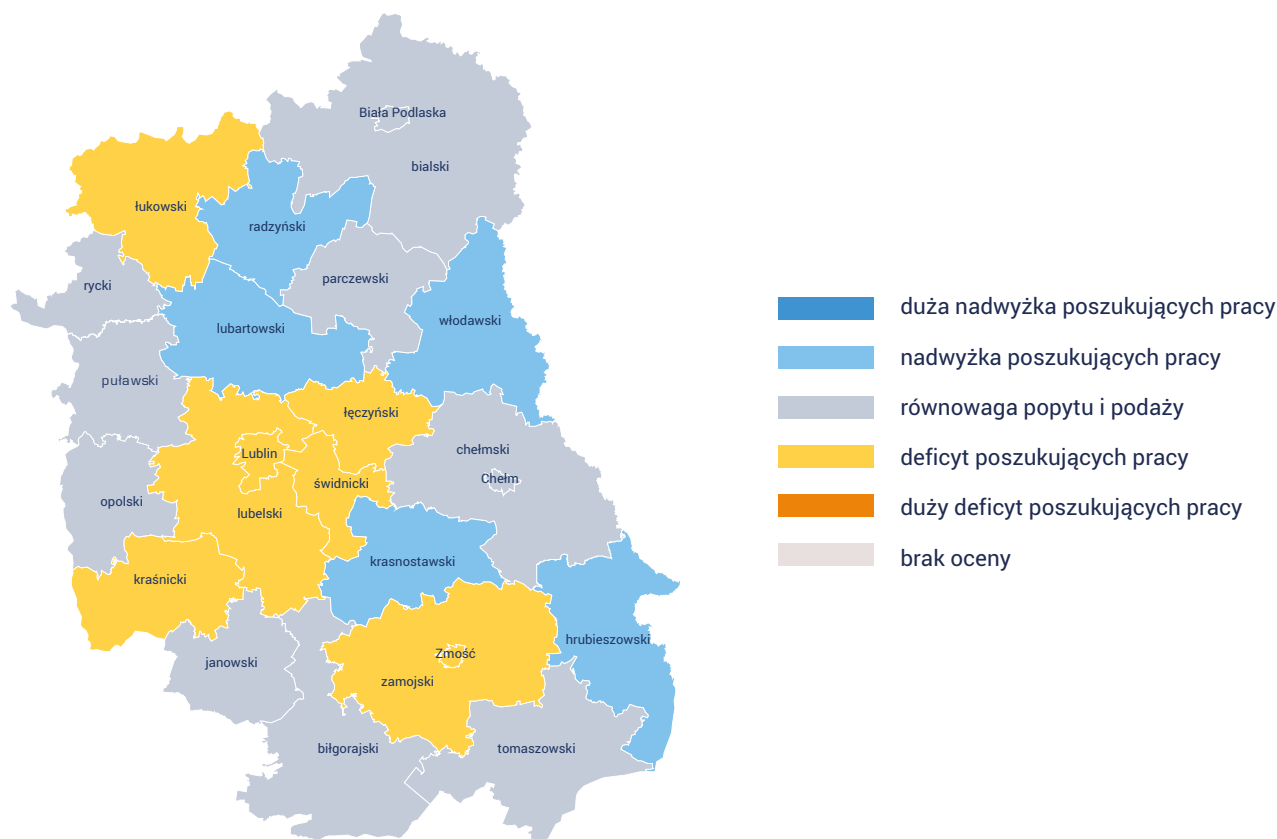 Biała Podlaska
bialski
łukowski
radzyński
parczewski
rycki
lubartowski
włodawski
puławski
łęczyński
chełmski
Lublin
Chełm
świdnicki
opolski
lubelski
krasnostawski
kraśnicki
hrubieszowski
Zmość
janowski
zamojski
biłgorajski
tomaszowski
duża nadwyżka poszukujących pracy
nadwyżka poszukujących pracy
równowaga popytu i podaży
deficyt poszukujących pracy
duży deficyt poszukujących pracy
brak oceny